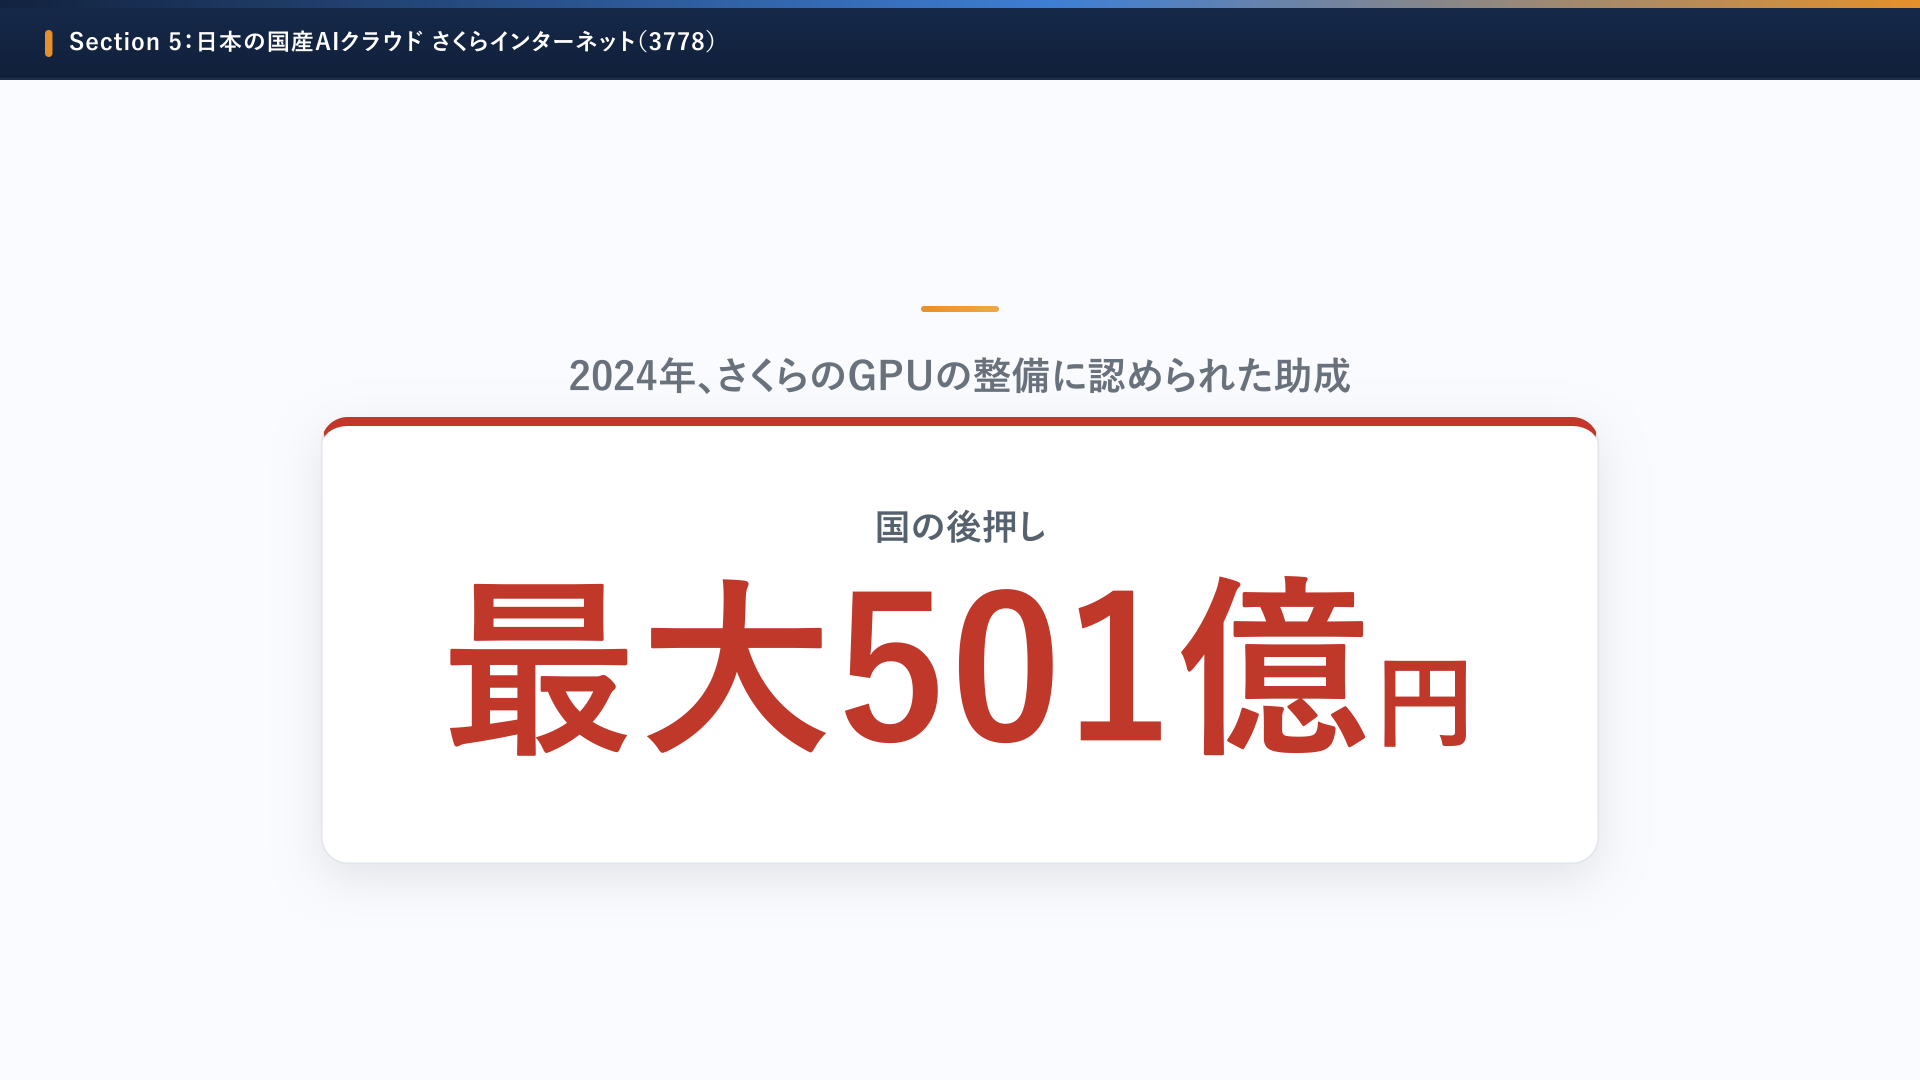 Section 5：日本の国産AIクラウド さくらインターネット（3778）
2024年、さくらのGPUの整備に認められた助成
国の後押し
最大501億円